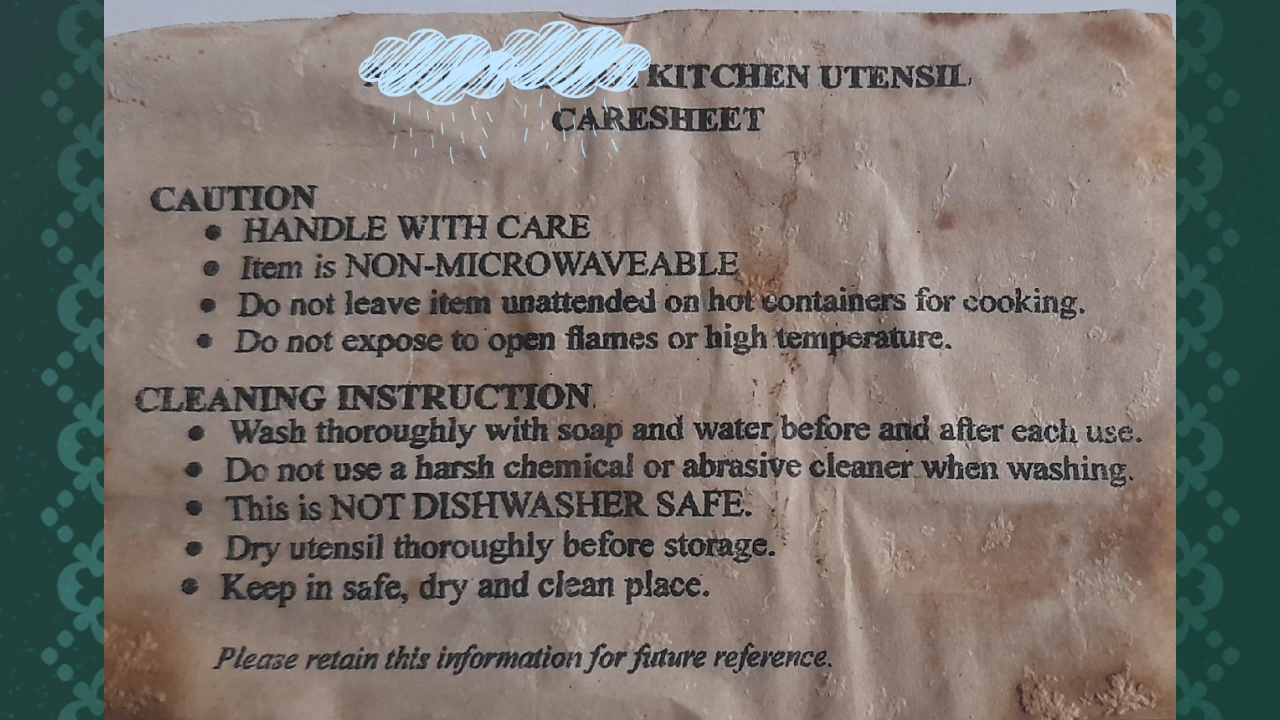 KITCHEN UTENSIL
CARESHEET
CAUTION
• HANDLE WITH CARE
• Item is NON-MICROWAVEABLE
• Do not leave item unattended on hot containers for cooking.
• Do not expose to open flames or high temperature.
CLEANING INSTRUCTION
• Wash thoroughly with soap and water before and after each use.
• Do not use a harsh chemical or abrasive cleaner when washing.
• This is NOT DISHWASHER SAFE.
• Dry utensil thoroughly before storage.
• Keep in safe, dry and clean place.
Please retain this information for future reference.